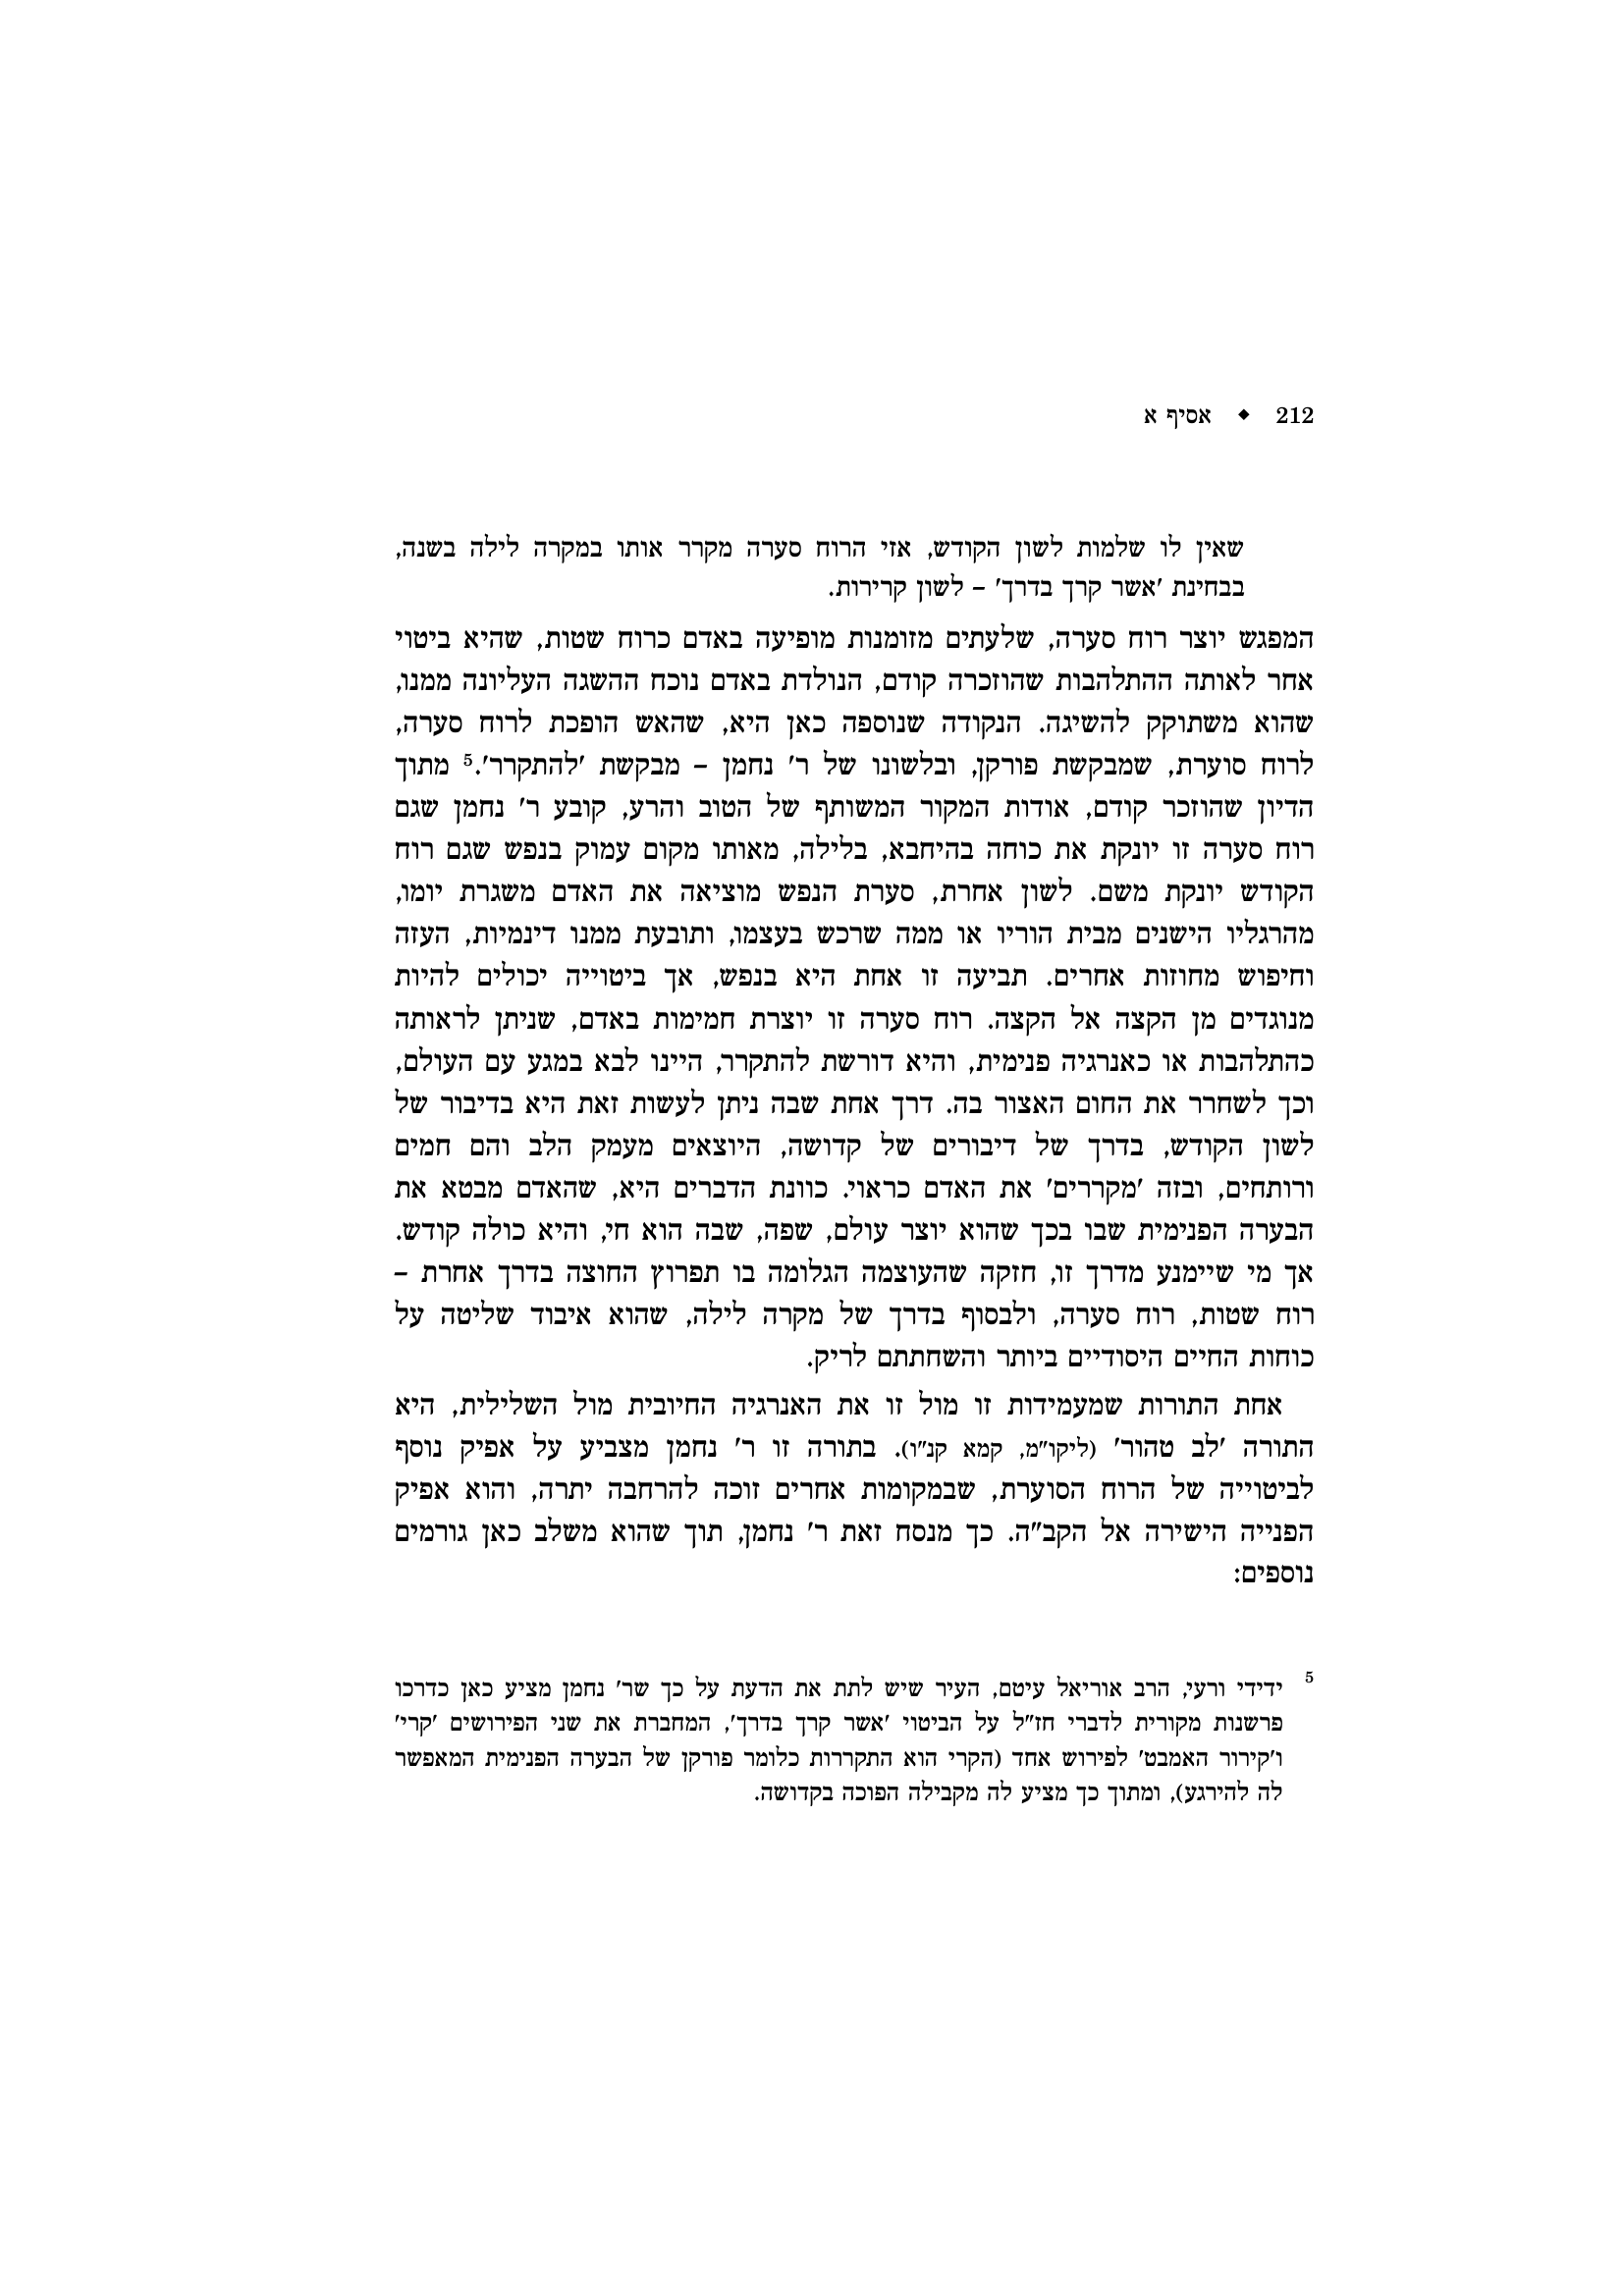 212 ◆ אסיף א
שאין לו שלמות לשון הקודש, אזי הרוח סערה מקרר אותו במקרה לילה בשנה,
בבחינת 'אשר קרך בדרך' – לשון קרירות.
המפגש יוצר רוח סערה, שלעתים מזומנות מופיעה באדם כרוח שטות, שהיא ביטוי
אחר לאותה ההתלהבות שהוזכרה קודם, הנולדת באדם נוכח ההשגה העליונה ממנו,
שהוא משתוקק להשיגה. הנקודה שנוספה כאן היא, שהאש הופכת לרוח סערה,
לרוח סוערת, שמבקשת פורקן, ובלשונו של ר' נחמן – מבקשת 'להתקרר'.5 מתוך
הדיון שהוזכר קודם, אודות המקור המשותף של הטוב והרע, קובע ר' נחמן שגם
רוח סערה זו יונקת את כוחה בהיחבא, בלילה, מאותו מקום עמוק בנפש שגם רוח
הקודש יונקת משם. לשון אחרת, סערת הנפש מוציאה את האדם משגרת יומו,
מהרגליו הישנים מבית הוריו או ממה שרכש בעצמו, ותובעת ממנו דינמיות, העזה
וחיפוש מחוזות אחרים. תביעה זו אחת היא בנפש, אך ביטוייה יכולים להיות
מנוגדים מן הקצה אל הקצה. רוח סערה זו יוצרת חמימות באדם, שניתן לראותה
כהתלהבות או כאנרגיה פנימית, והיא דורשת להתקרר, היינו לבא במגע עם העולם,
וכך לשחרר את החום האצור בה. דרך אחת שבה ניתן לעשות זאת היא בדיבור של
לשון הקודש, בדרך של דיבורים של קדושה, היוצאים מעמק הלב והם חמים
ורותחים, ובזה 'מקררים' את האדם כראוי. כוונת הדברים היא, שהאדם מבטא את
הבערה הפנימית שבו בכך שהוא יוצר עולם, שפה, שבה הוא חי, והיא כולה קודש.
אך מי שיימנע מדרך זו, חזקה שהעוצמה הגלומה בו תפרוץ החוצה בדרך אחרת –
רוח שטות, רוח סערה, ולבסוף בדרך של מקרה לילה, שהוא איבוד שליטה על
כוחות החיים היסודיים ביותר והשחתתם לריק.
אחת התורות שמעמידות זו מול זו את האנרגיה החיובית מול השלילית, היא
התורה 'לב טהור' (ליקו"מ, קמא קנ"ו). בתורה זו ר' נחמן מצביע על אפיק נוסף
לביטוייה של הרוח הסוערת, שבמקומות אחרים זוכה להרחבה יתרה, והוא אפיק
הפנייה הישירה אל הקב"ה. כך מנסח זאת ר' נחמן, תוך שהוא משלב כאן גורמים
נוספים:
5 ידידי ורעי, הרב אוריאל עיטם, העיר שיש לתת את הדעת על כך שר' נחמן מציע כאן כדרכו
פרשנות מקורית לדברי חז"ל על הביטוי 'אשר קרך בדרך', המחברת את שני הפירושים 'קרי'
ו'קירור האמבט' לפירוש אחד (הקרי הוא התקררות כלומר פורקן של הבערה הפנימית המאפשר
לה להירגע), ומתוך כך מציע לה מקבילה הפוכה בקדושה.